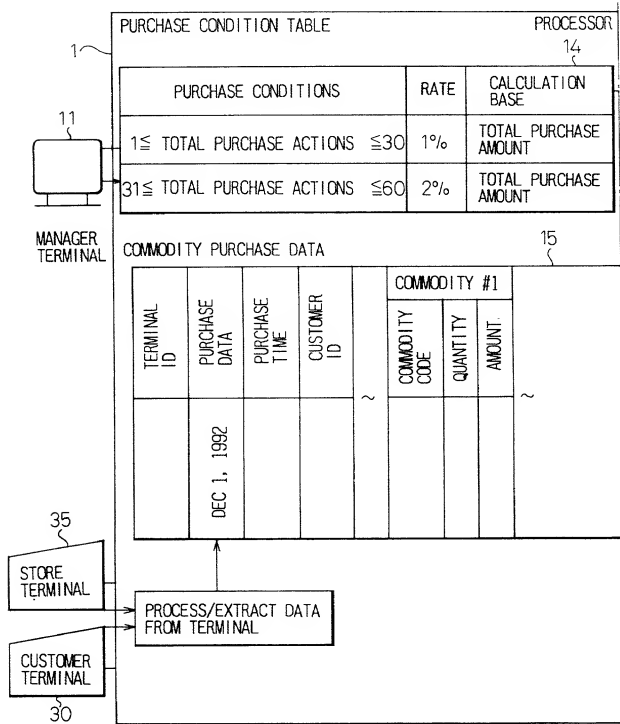 PURCHASE CONDITION TABLE PROCESSOR
1
14
PURCHASE CONDITIONS RATE CALCULATION BASE
11
1≦ TOTAL PURCHASE ACTIONS ≦30 1% TOTAL PURCHASE AMOUNT
31≦ TOTAL PURCHASE ACTIONS ≦60 2% TOTAL PURCHASE AMOUNT
MANAGER TERMINAL
COMMODITY PURCHASE DATA
15
TERMINAL ID
PURCHASE DATA
PURCHASE TIME
CUSTOMER ID
~
COMMODITY #1
COMMODITY CODE
QUANTITY
AMOUNT
~
DEC 1, 1992
35
STORE TERMINAL
PROCESS/EXTRACT DATA
FROM TERMINAL
CUSTOMER TERMINAL
30